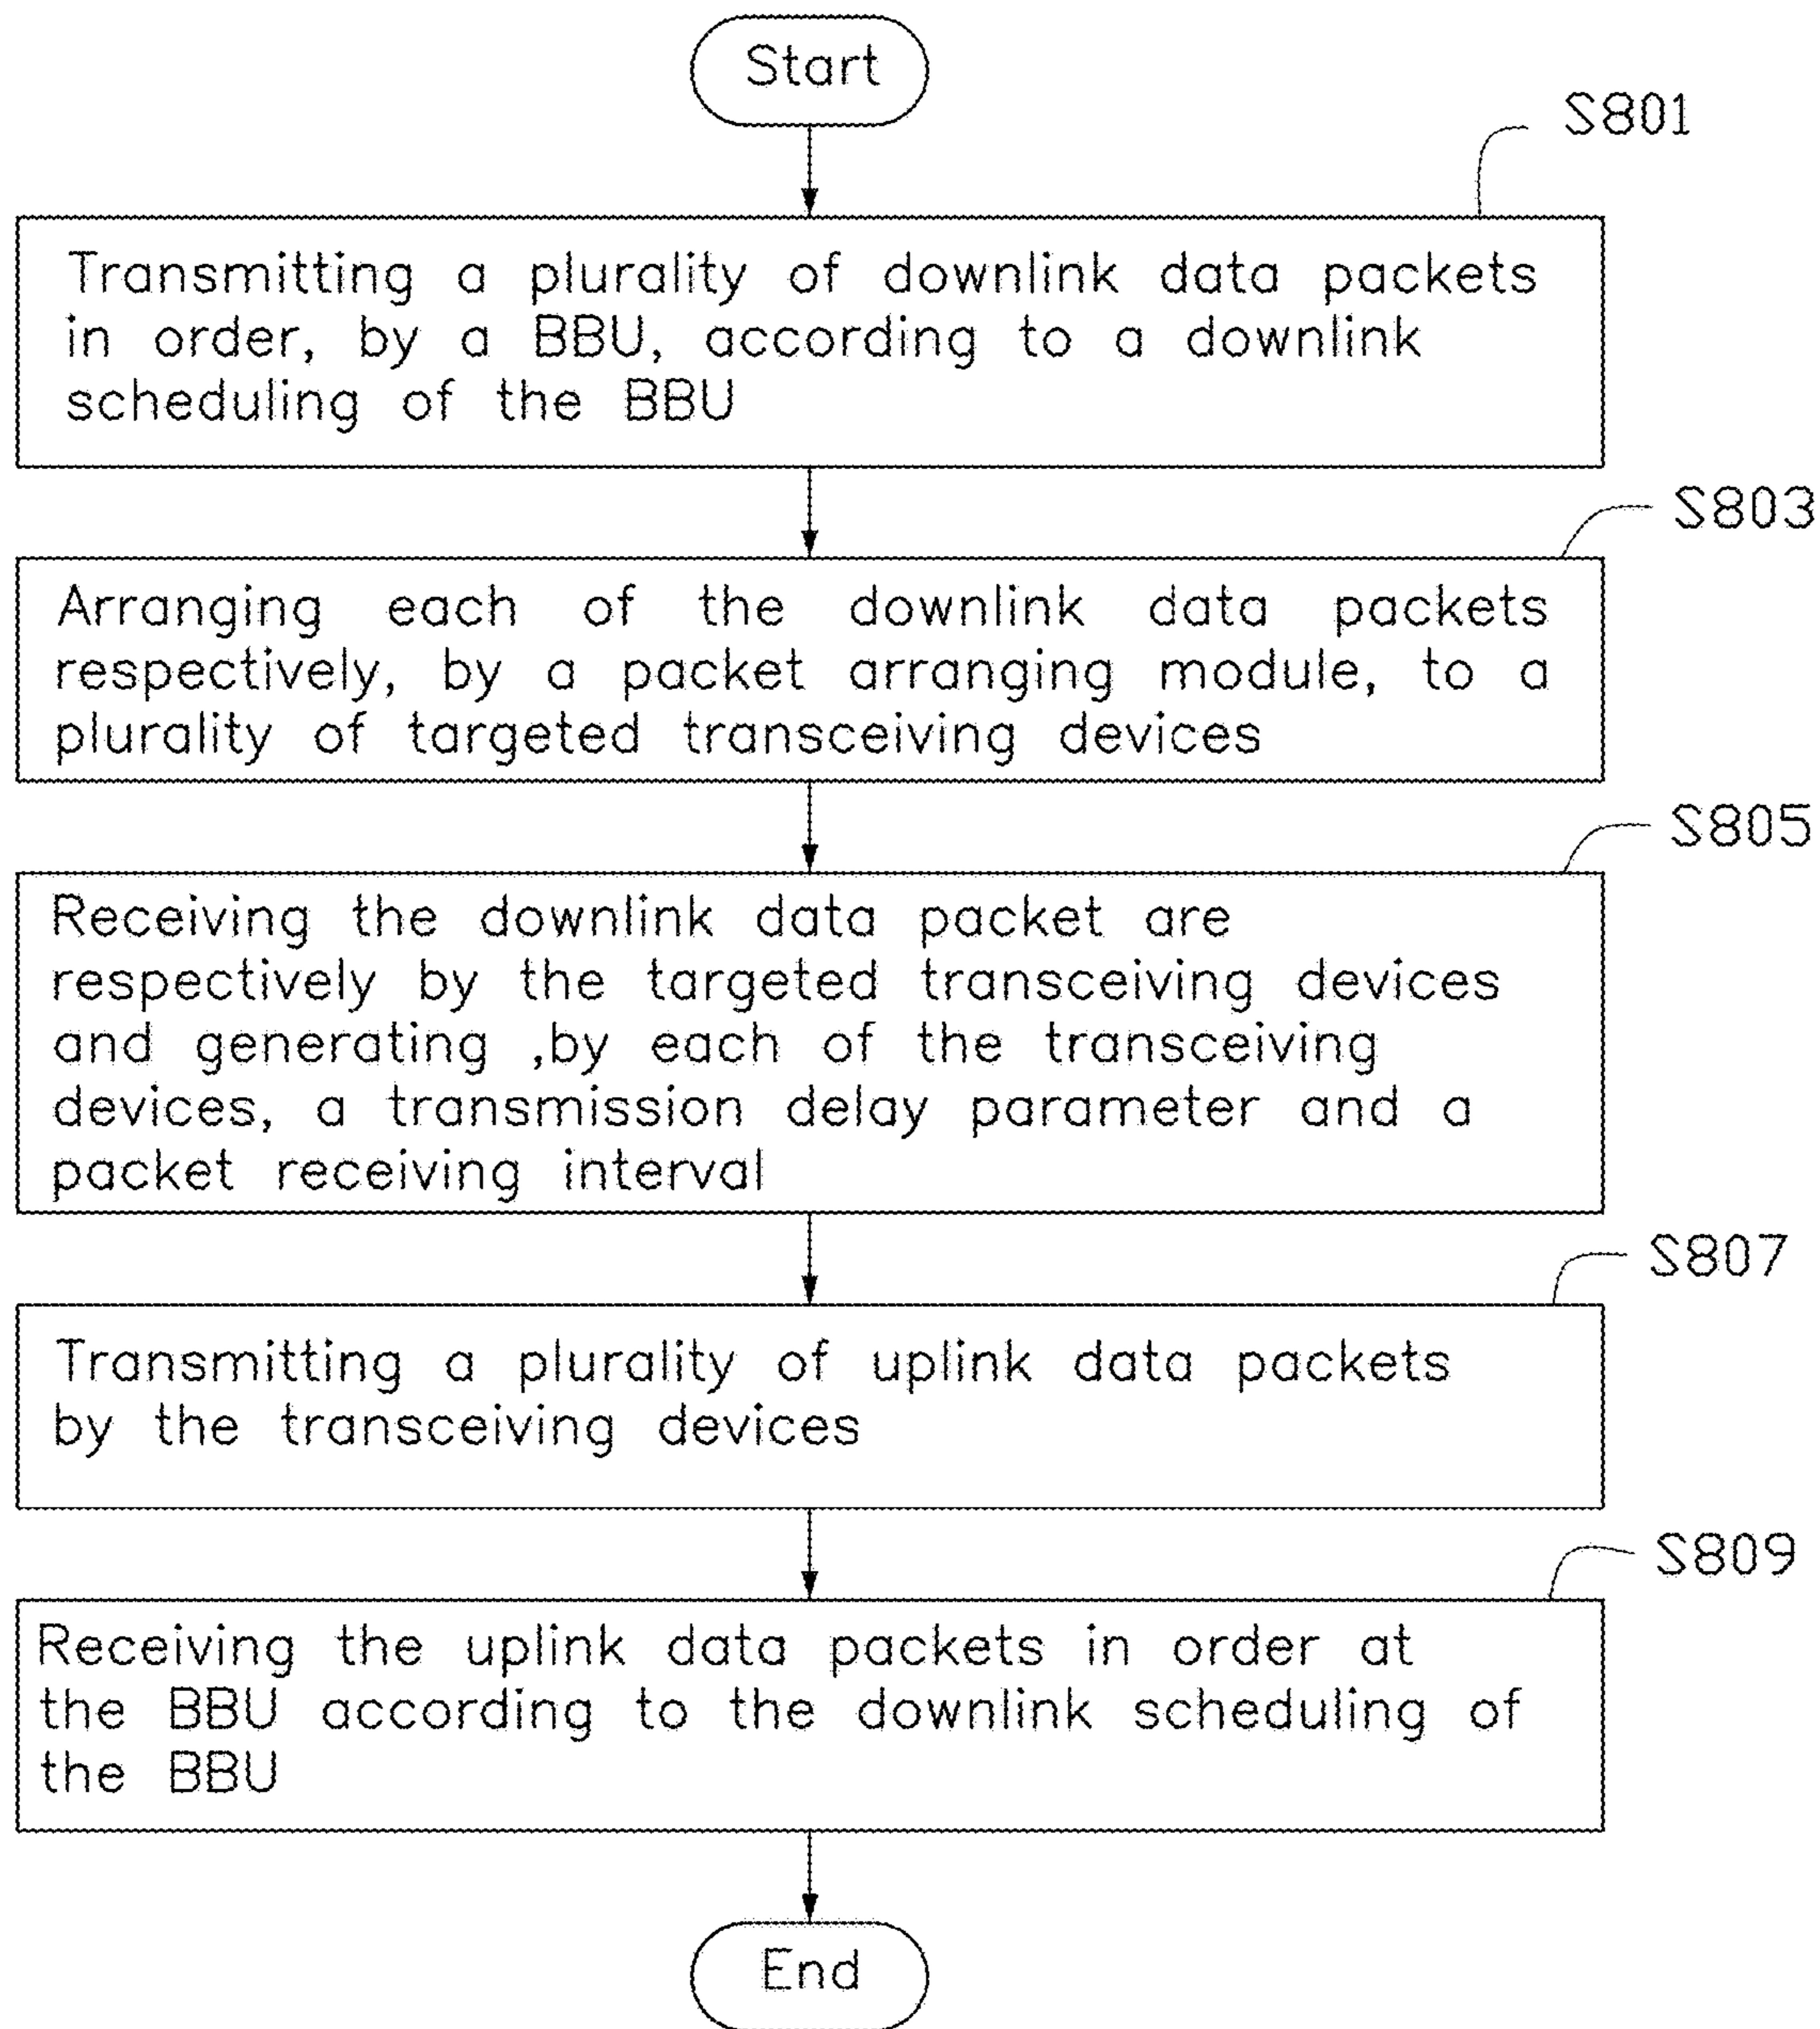 Start
S801
Transmitting a plurality of downlink data packets
in order, by a BBU, according to a downlink
scheduling of the BBU
S803
Arranging each of the downlink data packets
respectively, by a packet arranging module, to a
plurality of targeted transceiving devices
S805
Receiving the downlink data packet are
respectively by the targeted transceiving devices
and generating ,by each of the transceiving
devices, a transmission delay parameter and a
packet receiving interval
S807
Transmitting a plurality of uplink data packets
by the transceiving devices
S809
Receiving the uplink data packets in order at
the BBU according to the downlink scheduling of
the BBU
End